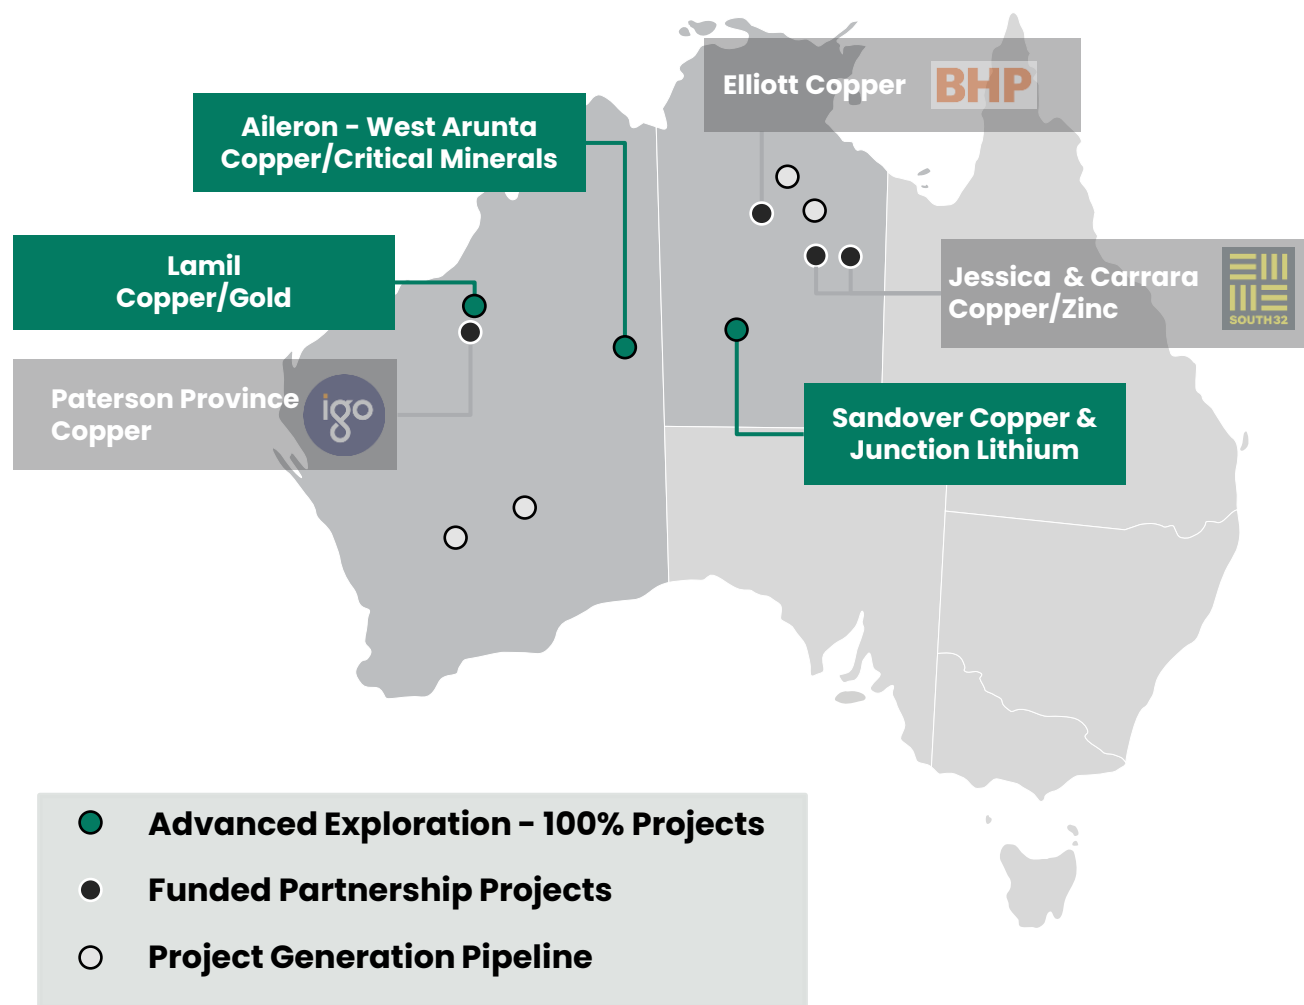 Elliott Copper
BHP
Aileron - West Arunta
Copper/Critical Minerals
Lamil
Copper/Gold
Jessica & Carrara
Copper/Zinc
SOUTH32
Paterson Province
Copper
igo
Sandover Copper &
Junction Lithium
Advanced Exploration - 100% Projects
Funded Partnership Projects
Project Generation Pipeline